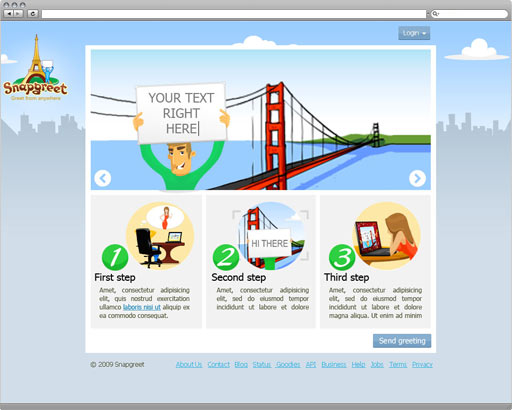 Login
Snapgreet
Greet from anywhere
YOUR TEXT
RIGHT
HERE
1
2
HI THERE
3
First step
Amet, consectetur adipisicing
elit, quis nostrud exercitation
ullamco laboris nisi ut aliquip ex
ea commodo consequat.
Second step
Amet, consectetur adipisicing
elit, sed do eiusmod tempor
incididunt ut labore et dolore
Third step
Amet, consectetur adipisicing
elit, sed do eiusmod tempor
incididunt ut labore et dolore
magna aliqua. Ut enim ad minim
Send greeting
© 2009 Snapgreet About Us Contact Blog Status Goodies API Business Help Jobs Terms Privacy